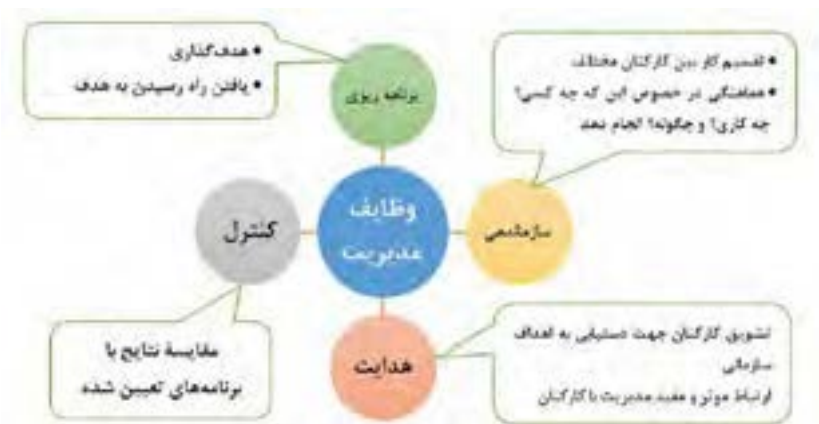 • هدف‌گذاری
• یافتن راه رسیدن به هدف
برنامه ریزی
• تقسیم کار بین کارکنان مختلف
• هماهنگی در خصوص این که چه کسی؟
چه کاری؟ و چگونه؟ انجام دهد
سازماندهی
وظایف
مدیریت
کنترل
مقایسهٔ نتایج با
برنامه‌های تعیین شده
هدایت
تشویق کارکنان جهت دستیابی به اهداف
سازمانی
ارتباط موثر و مفید مدیریت با کارکنان